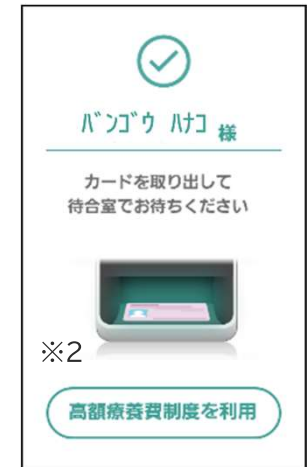 バンゴウ ハナコ 様
カードを取り出して
待合室でお待ちください
※2
高額療養費制度を利用